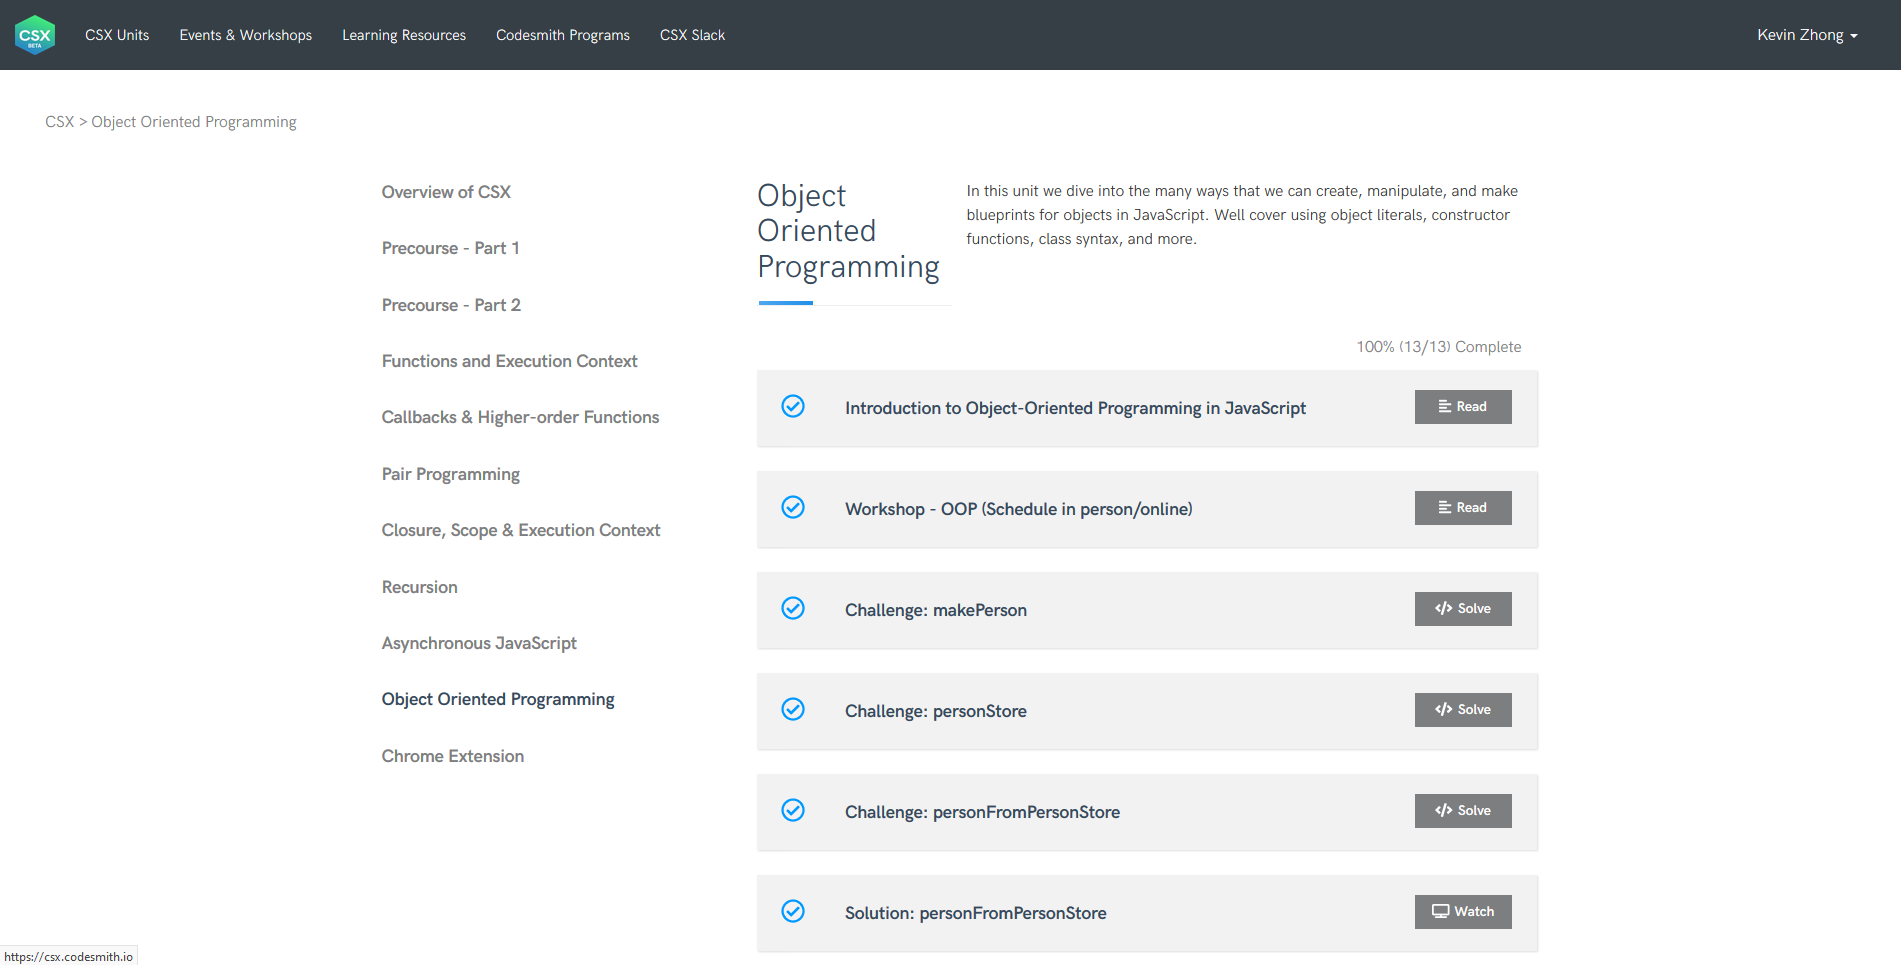 CSX
BETA
CSX Units
Events & Workshops
Learning Resources
Codesmith Programs
CSX Slack
Kevin Zhong
CSX > Object Oriented Programming
Overview of CSX
Precourse - Part 1
Precourse - Part 2
Functions and Execution Context
Callbacks & Higher-order Functions
Pair Programming
Closure, Scope & Execution Context
Recursion
Asynchronous JavaScript
Object Oriented Programming
Chrome Extension
Object
Oriented
Programming
In this unit we dive into the many ways that we can create, manipulate, and make
blueprints for objects in JavaScript. Well cover using object literals, constructor
functions, class syntax, and more.
100% (13/13) Complete
Introduction to Object-Oriented Programming in JavaScript
Read
Workshop - OOP (Schedule in person/online)
Read
Challenge: makePerson
</> Solve
Challenge: personStore
</> Solve
Challenge: personFromPersonStore
</> Solve
Solution: personFromPersonStore
Watch
https://csx.codesmith.io